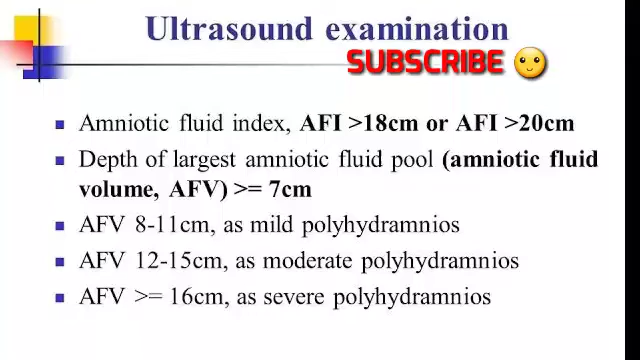 Ultrasound examination
SUBSCRIBE
Amniotic fluid index, AFI >18cm or AFI >20cm
Depth of largest amniotic fluid pool (amniotic fluid
volume, AFV) >= 7cm
AFV 8-11cm, as mild polyhydramnios
AFV 12-15cm, as moderate polyhydramnios
AFV >= 16cm, as severe polyhydramnios